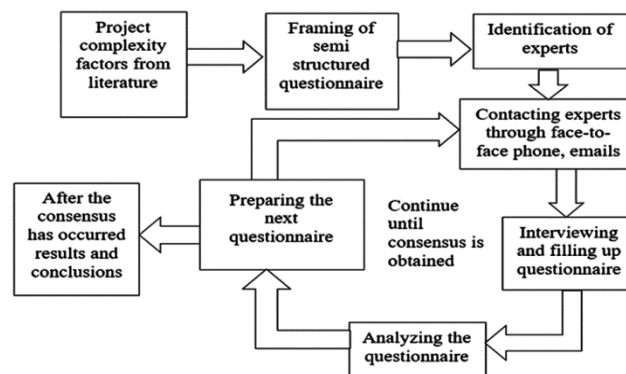 Project
complexity
factors from
literature
Framing of
semi
structured
questionnaire
Identification of
experts
Contacting experts
through face-to-
face phone, emails
Interviewing
and filling up
questionnaire
Analyzing the
questionnaire
Preparing the
next
questionnaire
Continue
until
consensus is
obtained
After the
consensus
has occurred
results and
conclusions